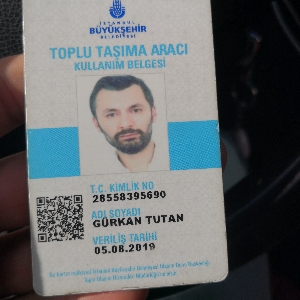 İSTANBUL
BÜYÜKŞEHİR
BELEDİYESİ
TOPLU TAŞIMA ARACI
KULLANIM BELGESİ
T.C. KİMLİK NO
28558395690
ADI SOYADI
GÜRKAN TUTAN
VERİLİŞ TARİHİ
05.08.2019